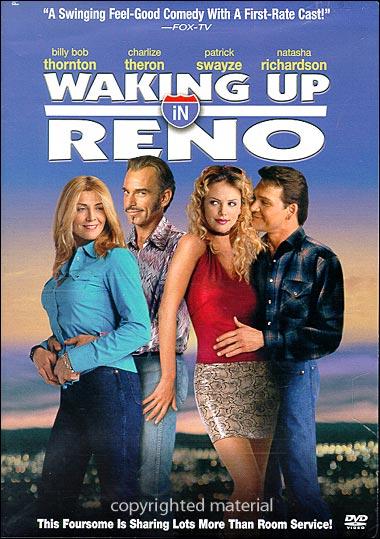 "A Swinging Feel-Good Comedy With A First-Rate Cast!"
—FOX-TV
billy bob thornton
charlize theron
patrick swayze
natasha richardson
WAKING UP
iN
RENO
copyrighted material
This Foursome is Sharing Lots More Than Room Service!
DVD
VIDEO